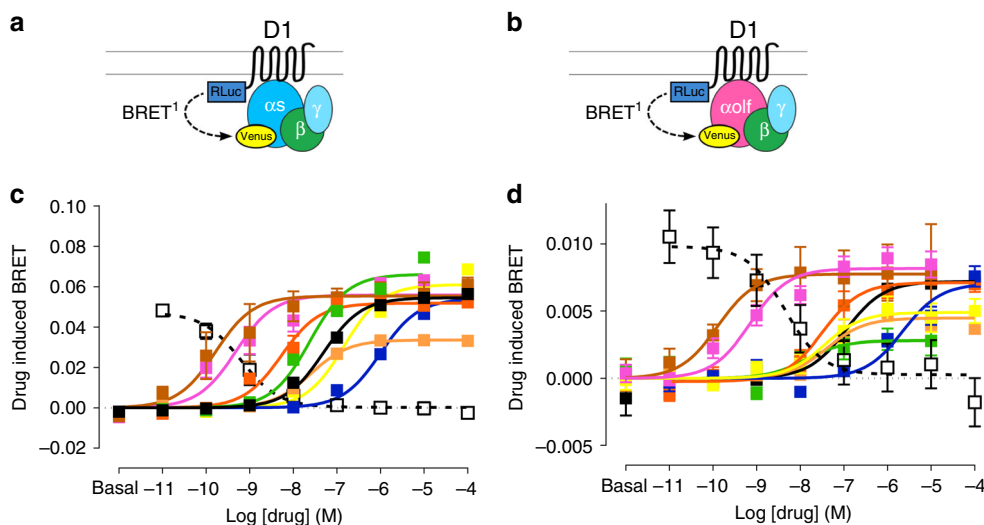 a
D1
RLuc
αs
γ
β
BRET1
Venus
b
D1
RLuc
αolf
γ
β
BRET1
Venus
c
Drug induced BRET
0.10
0.08
0.06
0.04
0.02
0.00
–0.02
Basal –11 –10 –9 –8 –7 –6 –5 –4
Log [drug] (M)
d
Drug induced BRET
0.010
0.005
0.000
–0.005
Basal –11 –10 –9 –8 –7 –6 –5 –4
Log [drug] (M)